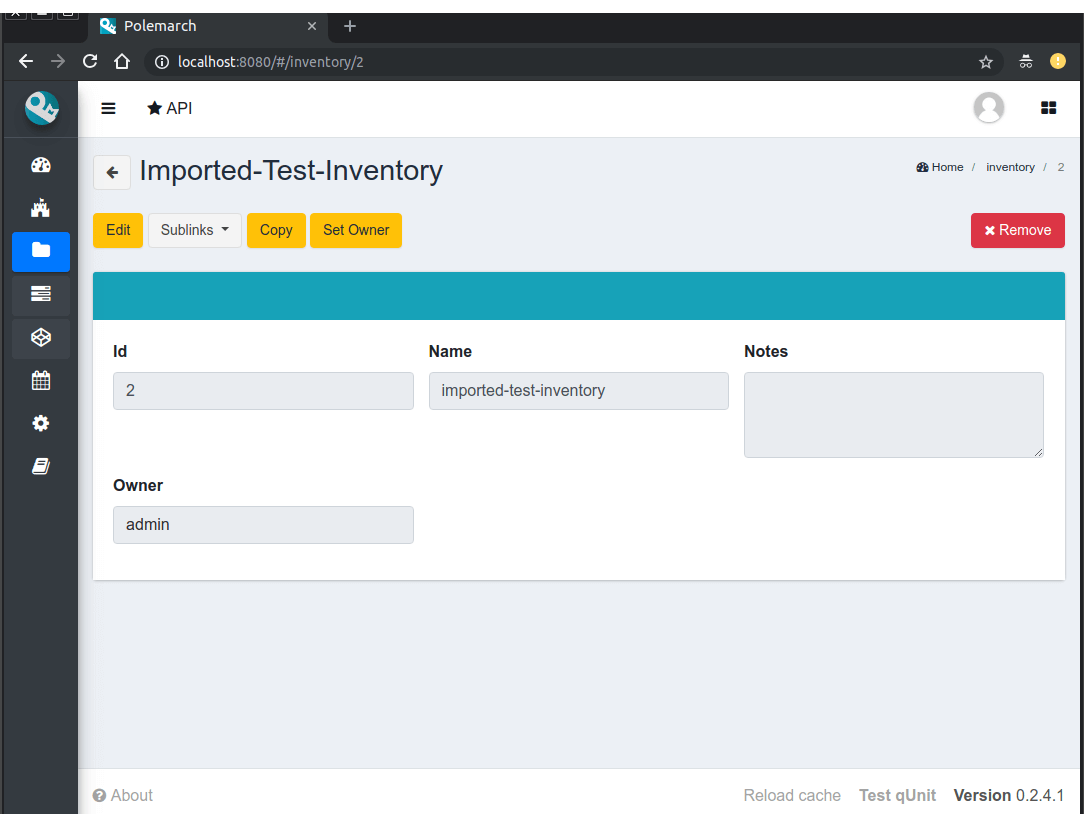 Polemarch
localhost:8080/#/inventory/2
API
Imported-Test-Inventory
Home / inventory / 2
Edit Sublinks Copy Set Owner Remove
Id Name Notes
2 imported-test-inventory
Owner
admin
About Reload cache Test qUnit Version 0.2.4.1